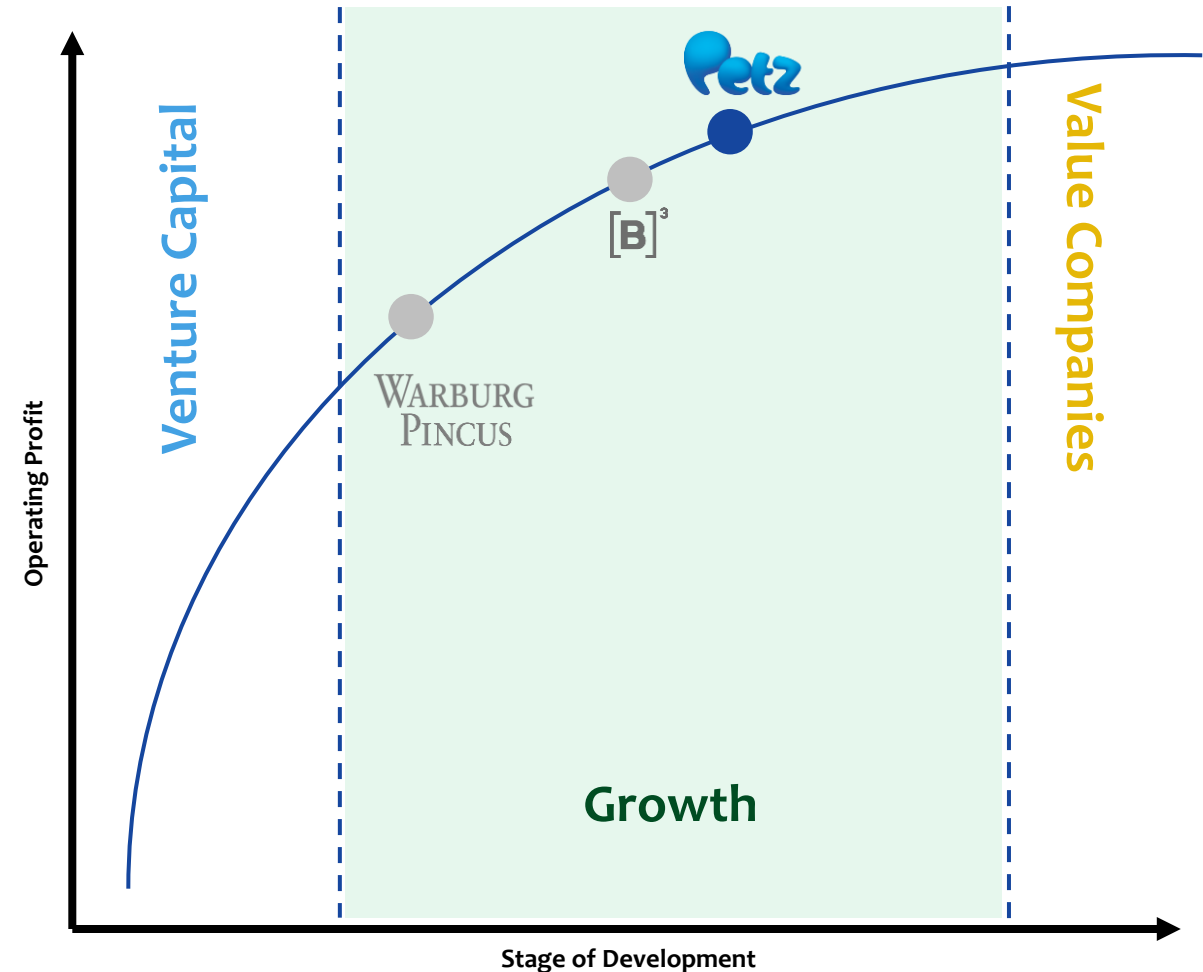 Petz
Venture Capital
Value Companies
[B]³
WARBURG
PINCUS
Operating Profit
Growth
Stage of Development